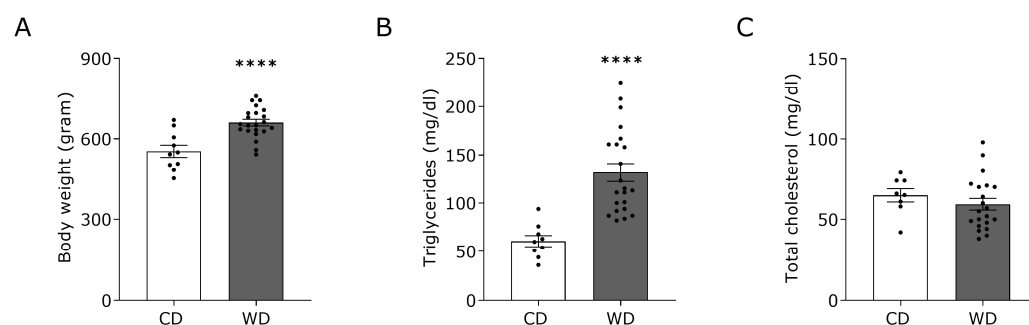 A
Body weight (gram)
900
600
300
0
****
CD
WD
B
Triglycerides (mg/dl)
250
200
150
100
50
0
****
CD
WD
C
Total cholesterol (mg/dl)
150
100
50
0
CD
WD